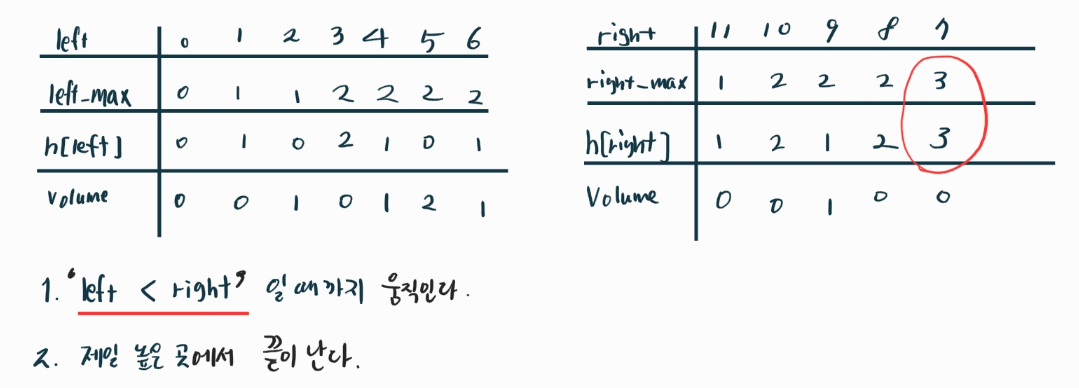 left 0 1 2 3 4 5 6
left_max 0 1 1 2 2 2 2
h[left] 0 1 0 2 1 0 1
Volume 0 0 1 0 1 2 1
right 11 10 9 8 7
right_max 1 2 2 2 3
h[right] 1 2 1 2 3
Volume 0 0 1 0 0
1. 'left < right' 일때까지 움직인다.
2. 제일 높은 곳에서 끝이 난다.